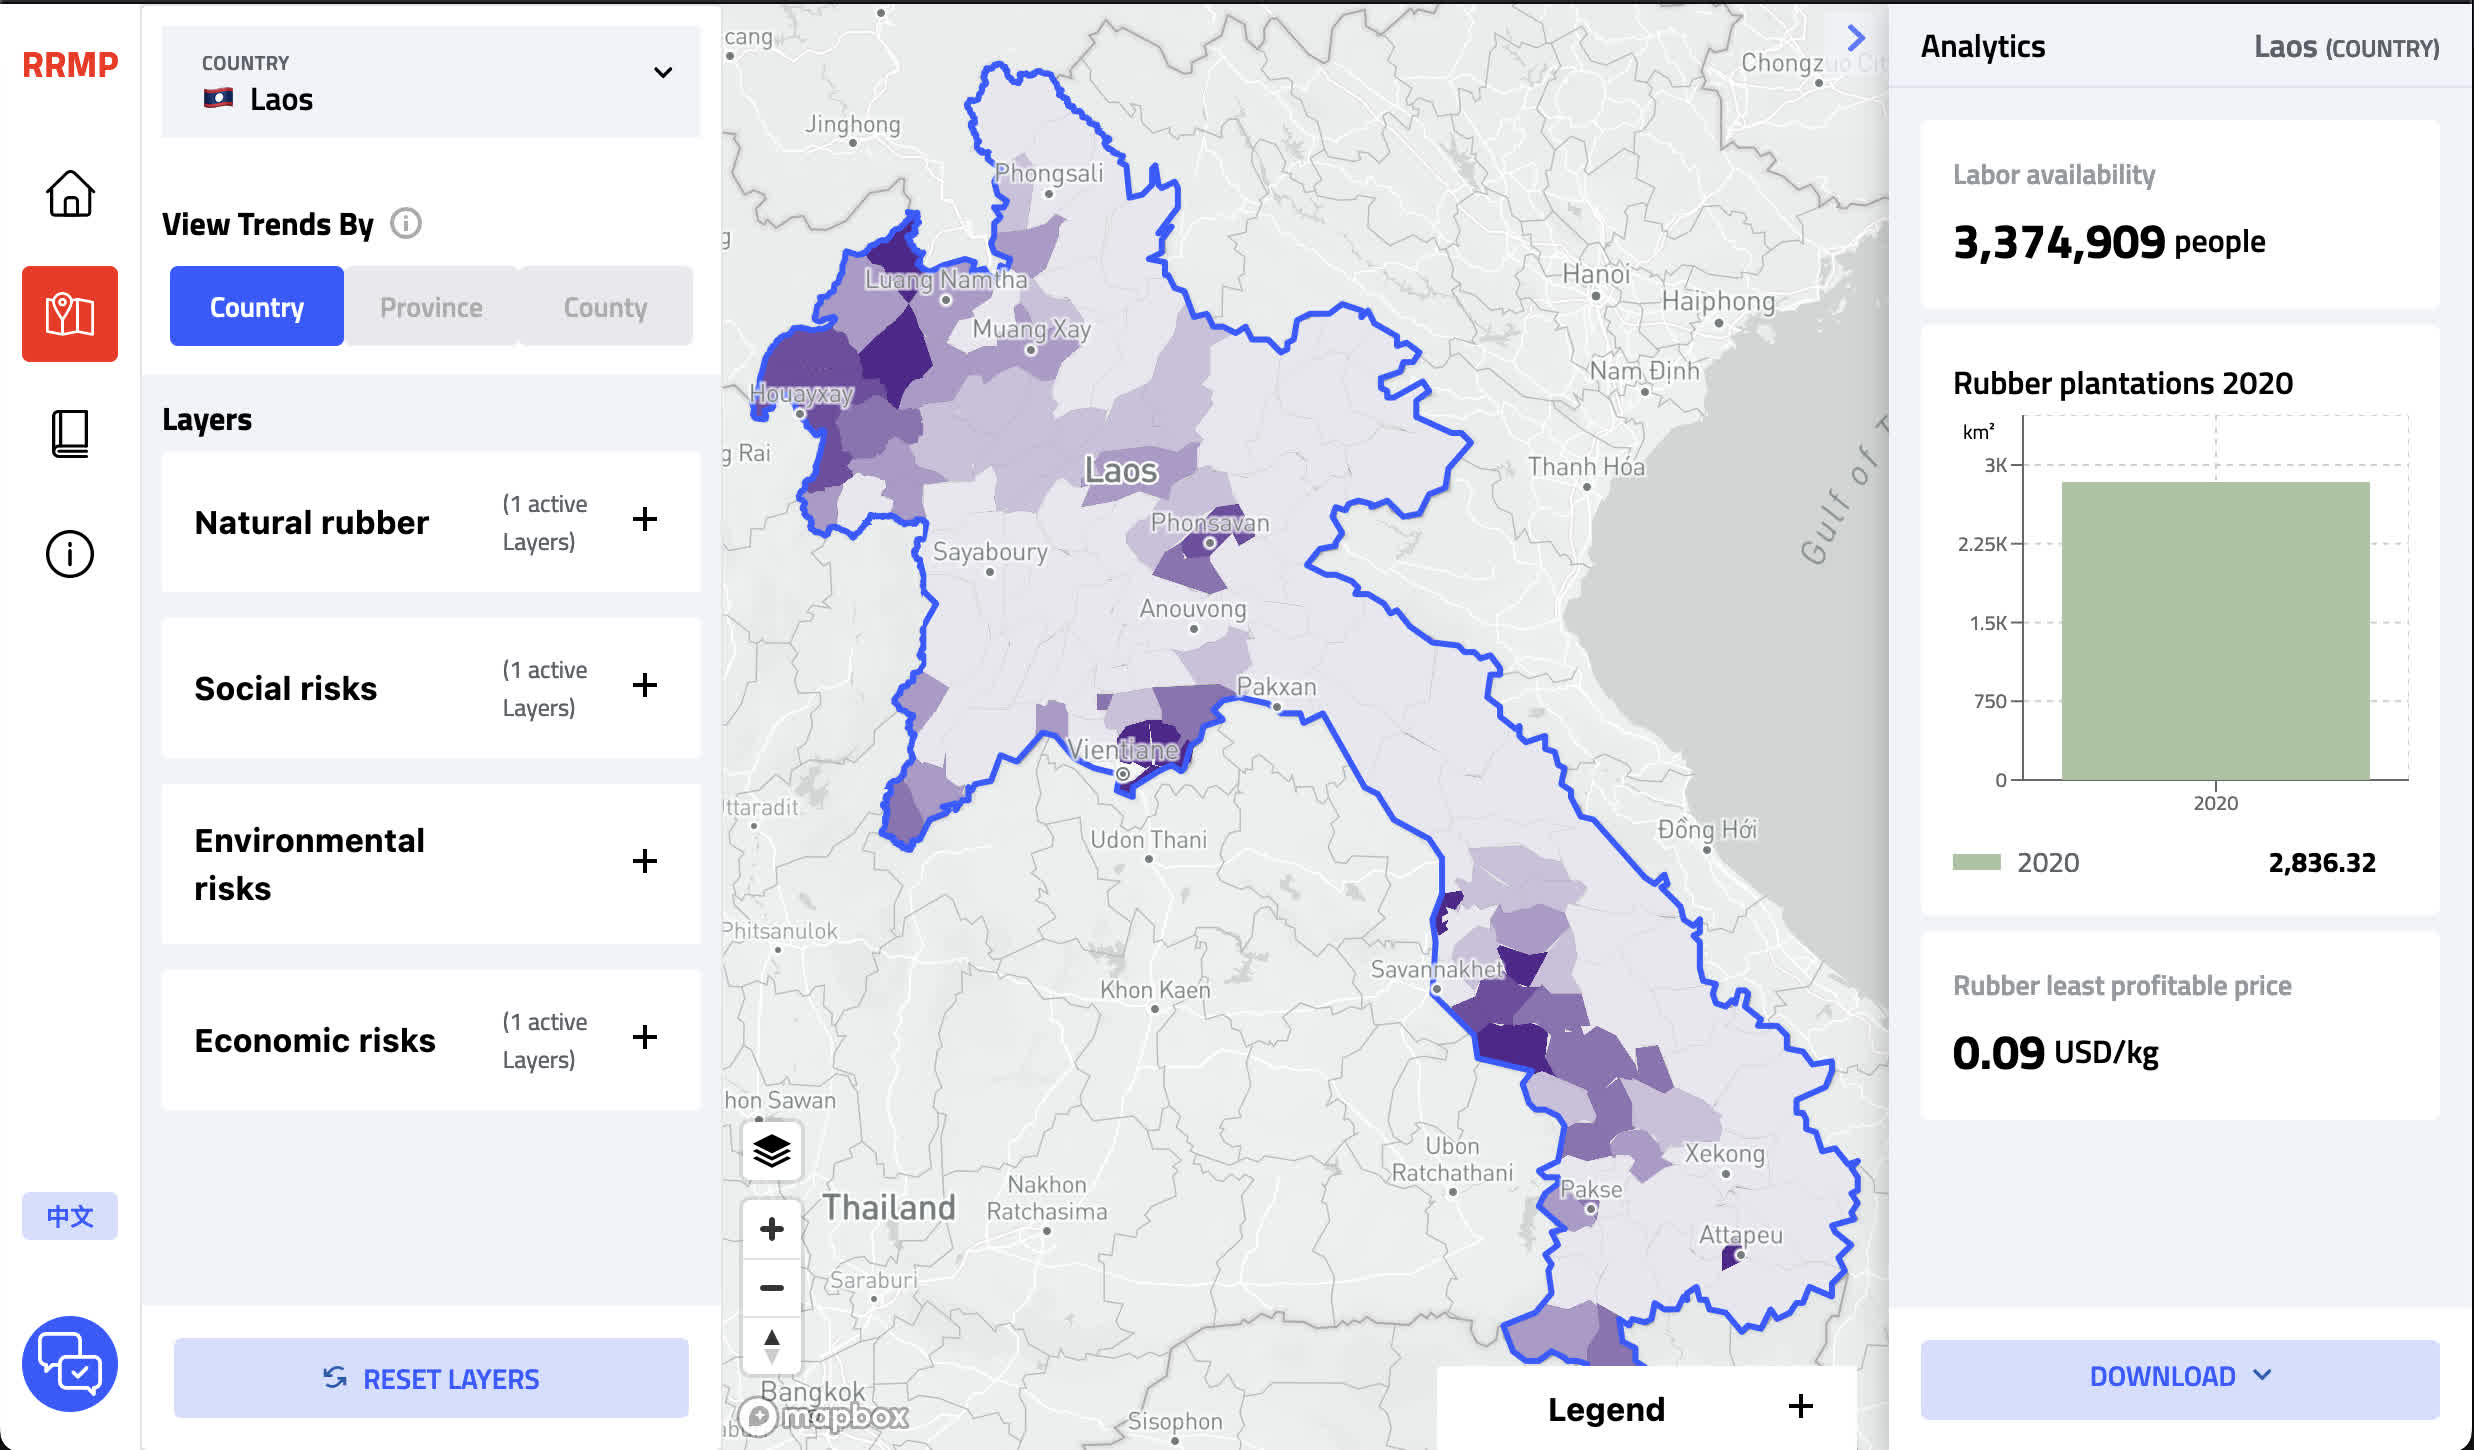 RRMP
COUNTRY
Laos
View Trends By
Country
Province
County
Layers
Natural rubber
(1 active
Layers)
Social risks
(1 active
Layers)
Environmental
risks
Economic risks
(1 active
Layers)
中文
RESET LAYERS
cang
Chongzuo Cit
Jinghong
Phongsali
Luang Namtha
Hanoi
Haiphong
Muang Xay
Nam Định
Houayxay
g Rai
Laos
Thanh Hóa
Gulf of T
Phonsavan
Sayaboury
Anouvong
Pakxan
Vientiane
ttaradit
Udon Thani
Đồng Hới
Phitsanulok
Savannakhet
Khon Kaen
hon Sawan
Ubon
Ratchathani
Xekong
Nakhon
Ratchasima
Thailand
Pakse
Attapeu
Saraburi
Bangkok
mapbox
Sisophon
Legend
Analytics
Laos (COUNTRY)
Labor availability
3,374,909 people
Rubber plantations 2020
km²
3K
2.25K
1.5K
750
0
2020
2020
2,836.32
Rubber least profitable price
0.09 USD/kg
DOWNLOAD